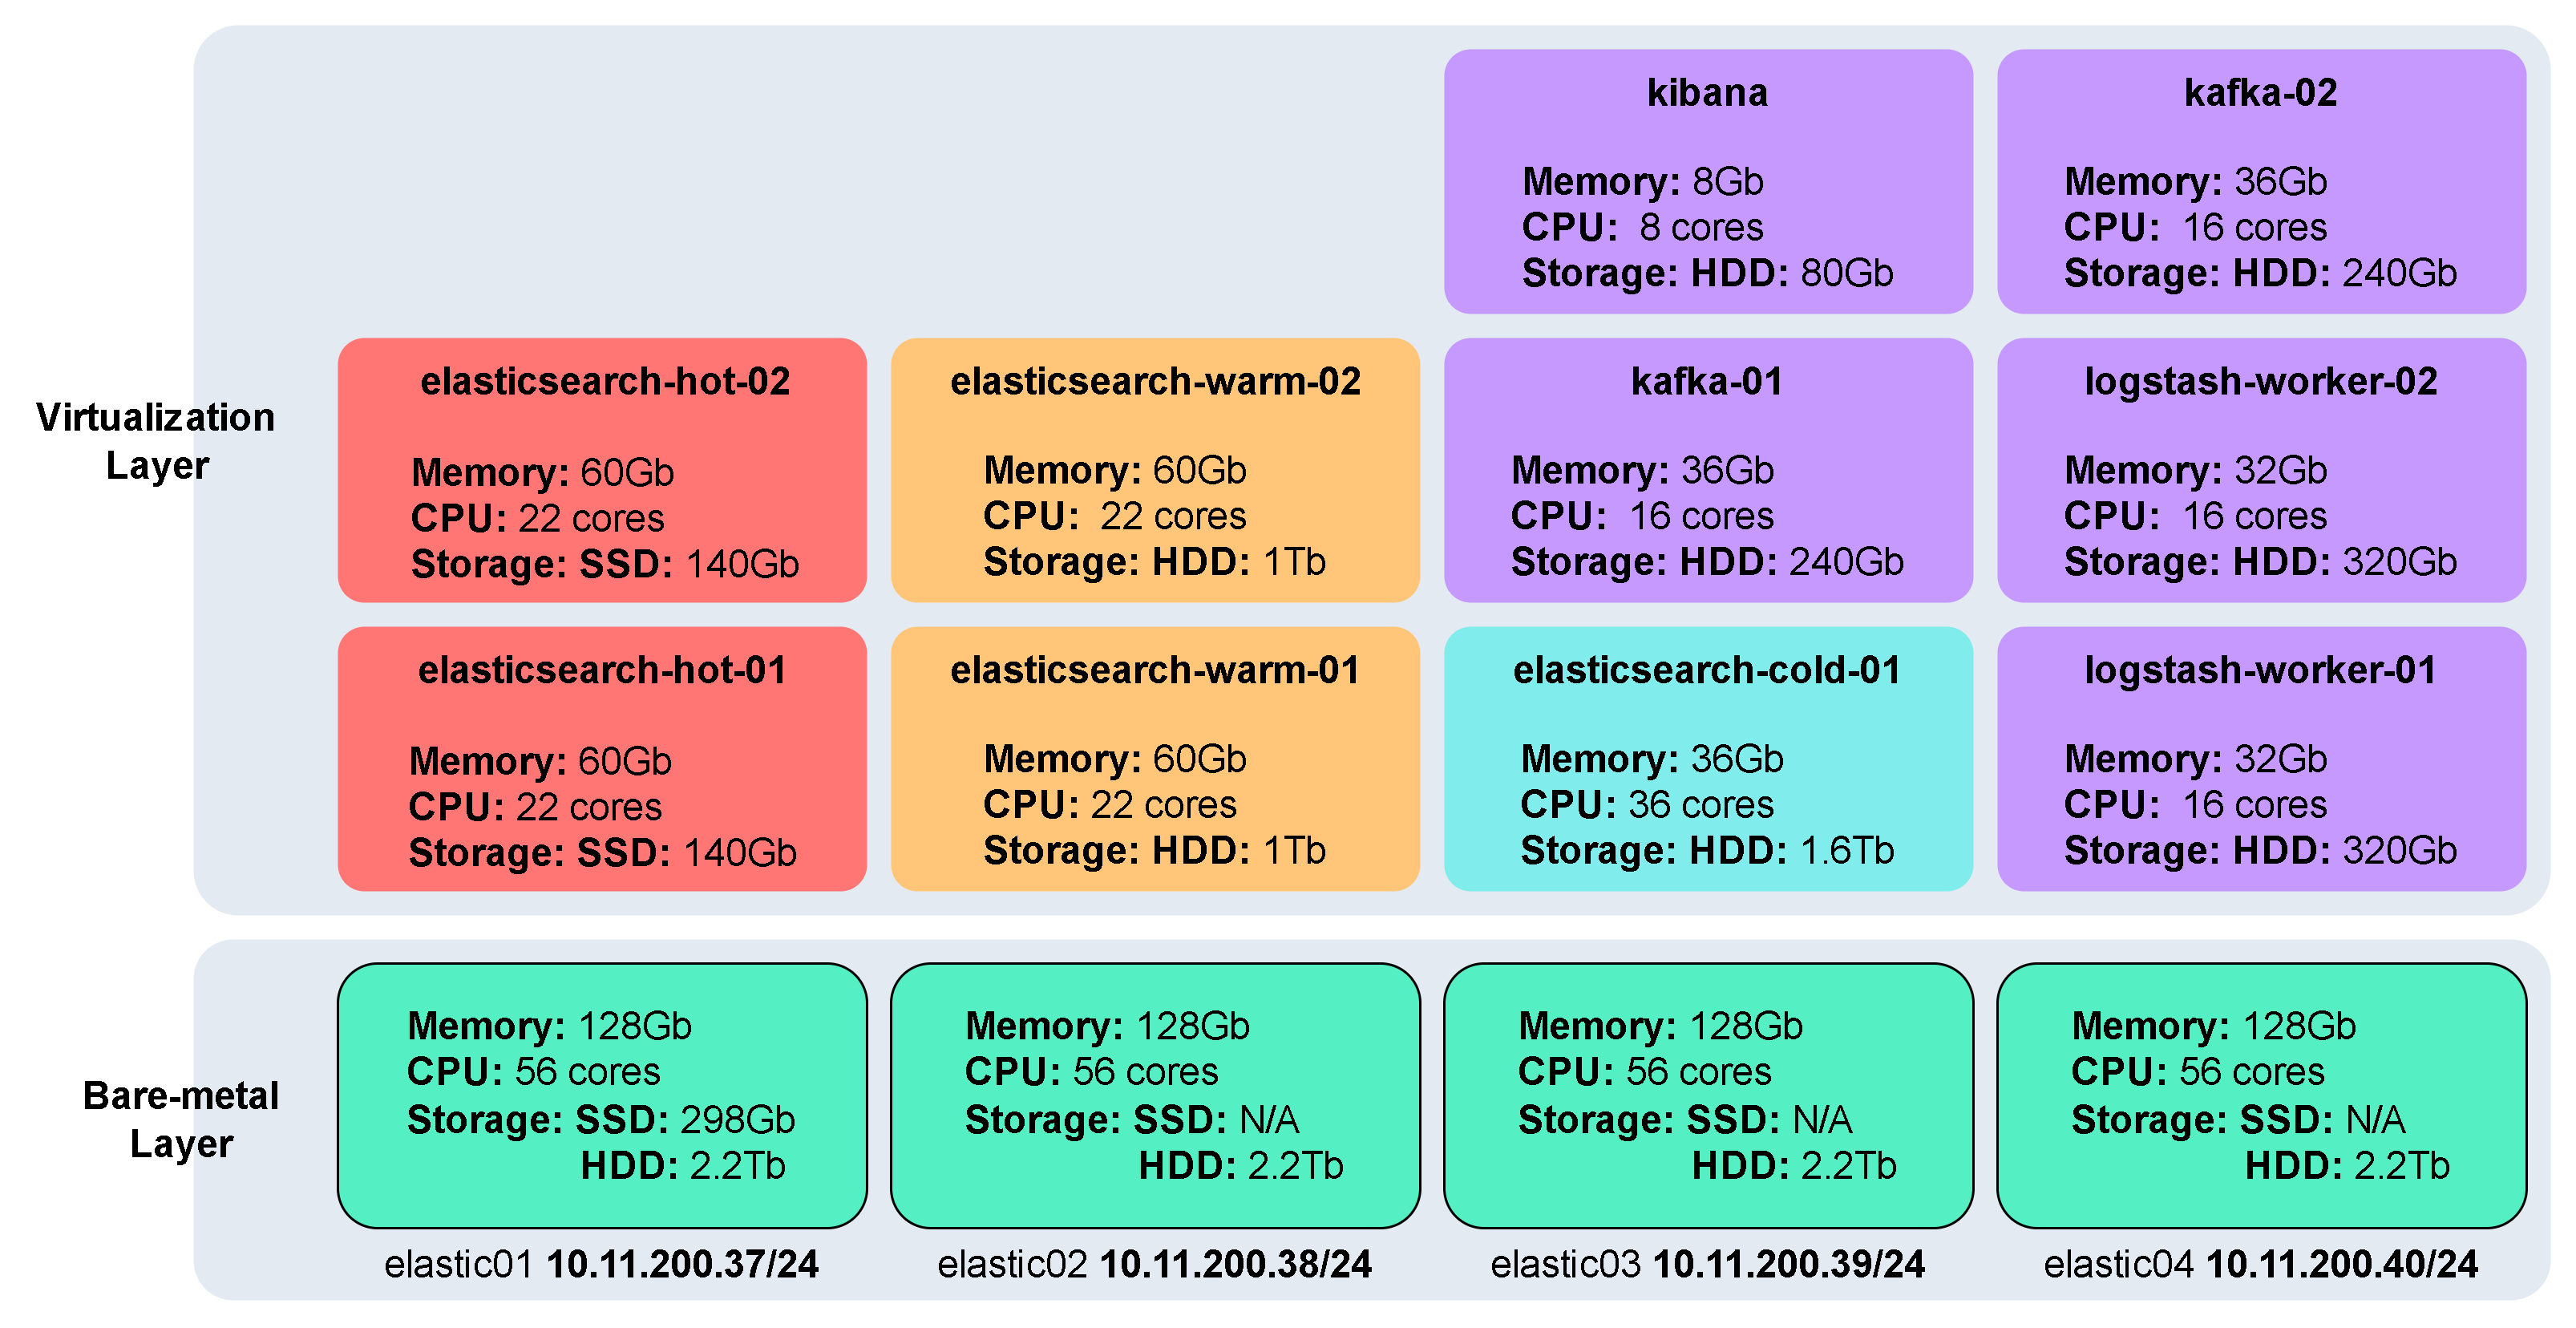 Virtualization
Layer
kibana
Memory: 8Gb
CPU:  8 cores
Storage: HDD: 80Gb
kafka-02
Memory: 36Gb
CPU:  16 cores
Storage: HDD: 240Gb
elasticsearch-hot-02
Memory: 60Gb
CPU: 22 cores
Storage: SSD: 140Gb
elasticsearch-warm-02
Memory: 60Gb
CPU:  22 cores
Storage: HDD: 1Tb
kafka-01
Memory: 36Gb
CPU:  16 cores
Storage: HDD: 240Gb
logstash-worker-02
Memory: 32Gb
CPU:  16 cores
Storage: HDD: 320Gb
elasticsearch-hot-01
Memory: 60Gb
CPU: 22 cores
Storage: SSD: 140Gb
elasticsearch-warm-01
Memory: 60Gb
CPU: 22 cores
Storage: HDD: 1Tb
elasticsearch-cold-01
Memory: 36Gb
CPU: 36 cores
Storage: HDD: 1.6Tb
logstash-worker-01
Memory: 32Gb
CPU:  16 cores
Storage: HDD: 320Gb
Bare-metal
Layer
Memory: 128Gb
CPU: 56 cores
Storage: SSD: 298Gb
HDD: 2.2Tb
elastic01 10.11.200.37/24
Memory: 128Gb
CPU: 56 cores
Storage: SSD: N/A
HDD: 2.2Tb
elastic02 10.11.200.38/24
Memory: 128Gb
CPU: 56 cores
Storage: SSD: N/A
HDD: 2.2Tb
elastic03 10.11.200.39/24
Memory: 128Gb
CPU: 56 cores
Storage: SSD: N/A
HDD: 2.2Tb
elastic04 10.11.200.40/24